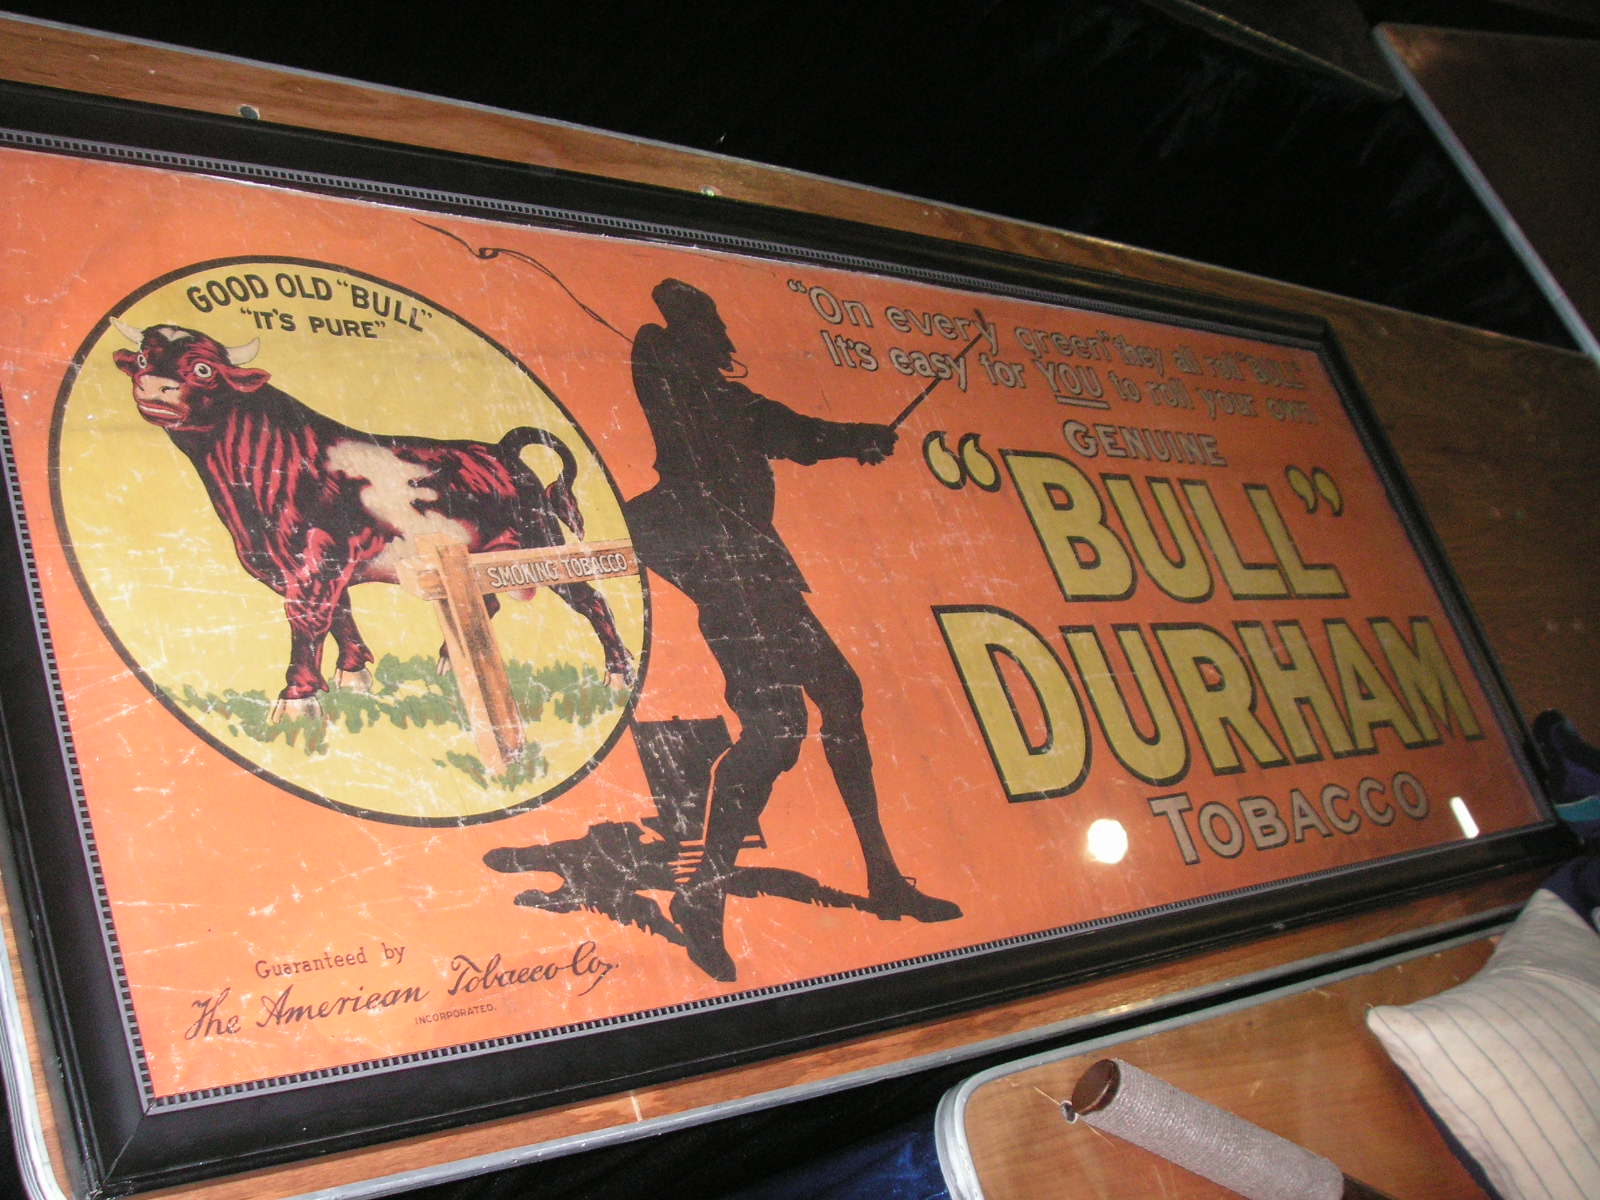 GOOD OLD "BULL"
"IT'S PURE"
SMOKING TOBACCO
"On every green" they all roll "BULL"
It's easy for YOU to roll your own
GENUINE
"BULL"
DURHAM
TOBACCO
Guaranteed by
The American Tobacco Co.
INCORPORATED.